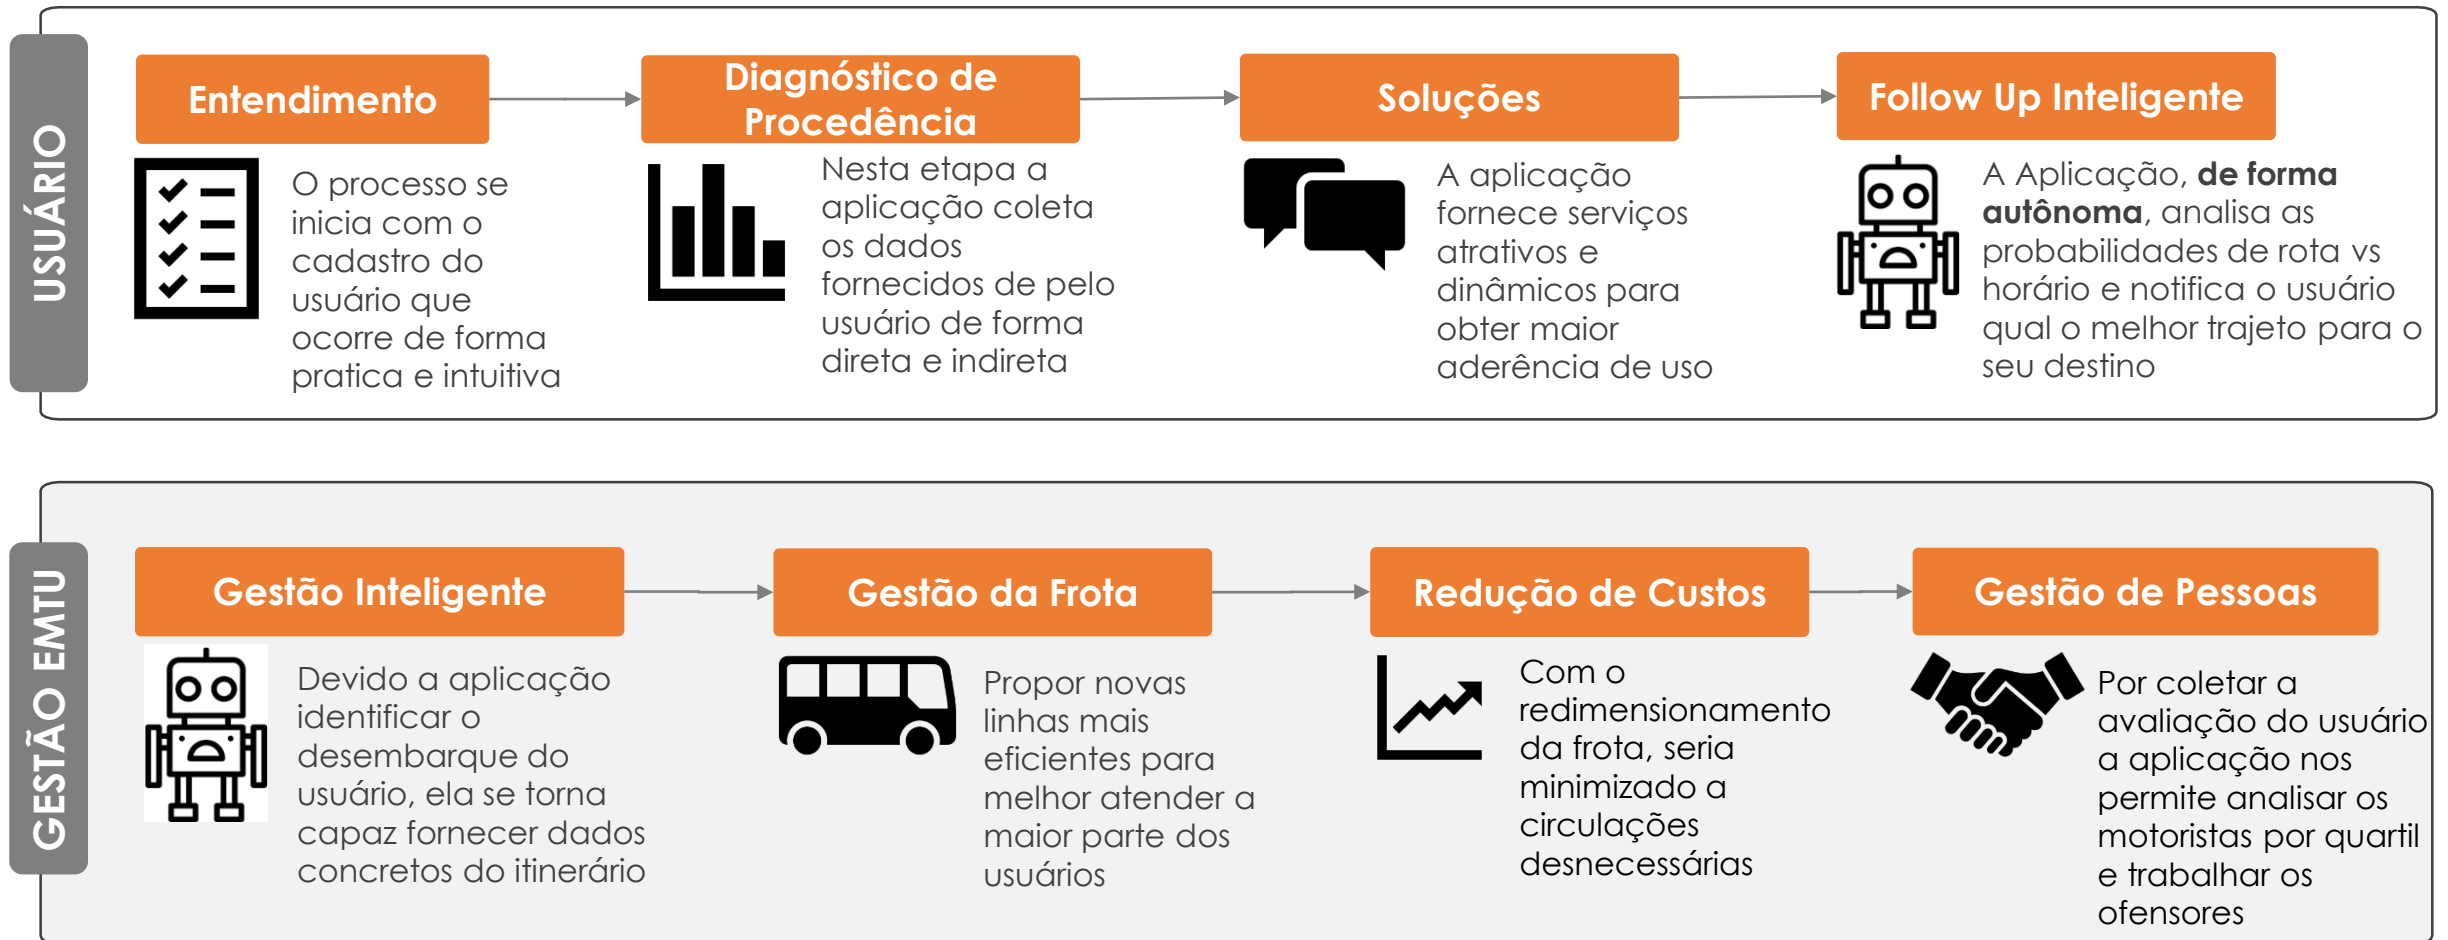 USUÁRIO
Entendimento
O processo se
inicia com o
cadastro do
usuário que
ocorre de forma
pratica e intuitiva
Diagnóstico de
Procedência
Nesta etapa a
aplicação coleta
os dados
fornecidos de pelo
usuário de forma
direta e indireta
Soluções
A aplicação
fornece serviços
atrativos e
dinâmicos para
obter maior
aderência de uso
Follow Up Inteligente
A Aplicação, de forma
autônoma, analisa as
probabilidades de rota vs
horário e notifica o usuário
qual o melhor trajeto para o
seu destino
GESTÃO EMTU
Gestão Inteligente
Devido a aplicação
identificar o
desembarque do
usuário, ela se torna
capaz fornecer dados
concretos do itinerário
Gestão da Frota
Propor novas
linhas mais
eficientes para
melhor atender a
maior parte dos
usuários
Redução de Custos
Com o
redimensionamento
da frota, seria
minimizado a
circulações
desnecessárias
Gestão de Pessoas
Por coletar a
avaliação do usuário
a aplicação nos
permite analisar os
motoristas por quartil
e trabalhar os
ofensores